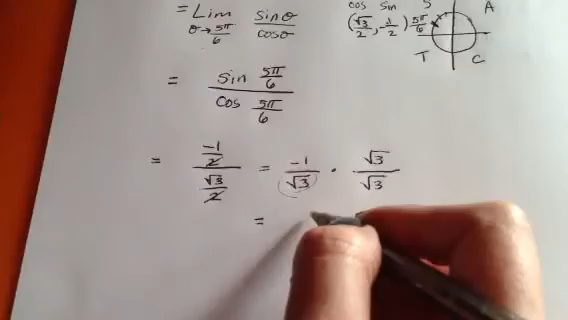 cos sin S A
= Lim θ→5π/6 sinθ/cosθ (√3/2, -1/2) 5π/6
T C
= sin 5π/6 / cos 5π/6
= (-1/2)/(√3/2) = -1/√3 · √3/√3
=